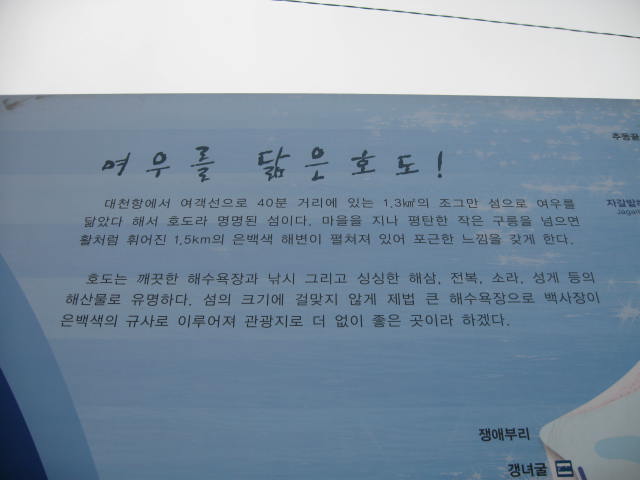 여우를 닮은호도!
추동골
대천항에서 여객선으로 40분 거리에 있는 1.3㎢의 조그만 섬으로 여우를
닮았다 해서 호도라 명명된 섬이다. 마을을 지나 평탄한 작은 구릉을 넘으면
활처럼 휘어진 1.5km의 은백색 해변이 펼쳐져 있어 포근한 느낌을 갖게 한다.
호도는 깨끗한 해수욕장과 낚시 그리고 싱싱한 해삼, 전복, 소라, 성게 등의
해산물로 유명하다. 섬의 크기에 걸맞지 않게 제법 큰 해수욕장으로 백사장이
은백색의 규사로 이루어져 관광지로 더 없이 좋은 곳이라 하겠다.
쟁애부리
갱녀굴